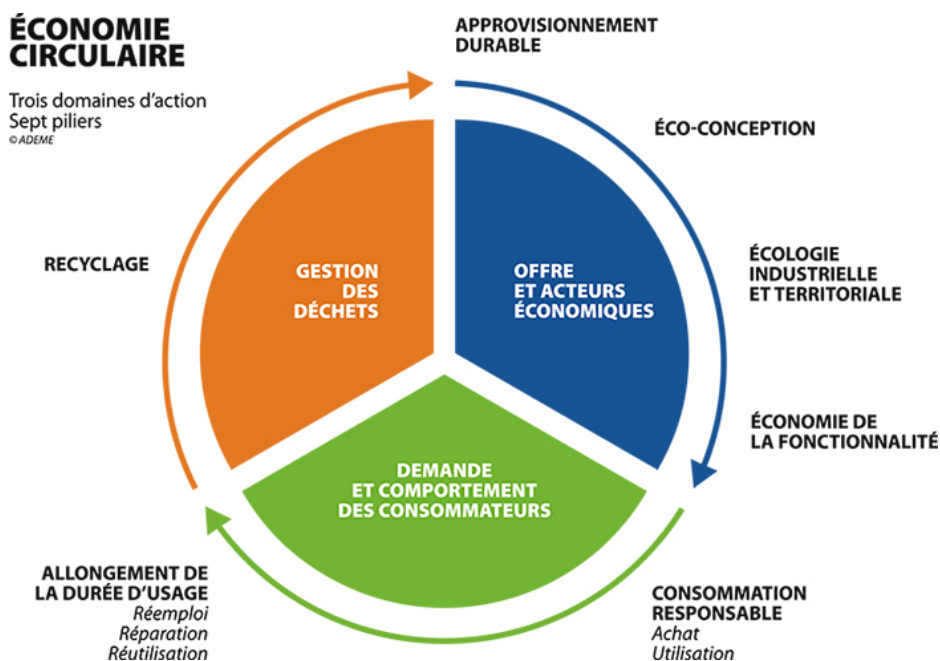 ÉCONOMIE
CIRCULAIRE
Trois domaines d'action
Sept piliers
© ADEME
APPROVISIONNEMENT
DURABLE
ÉCO-CONCEPTION
ÉCOLOGIE
INDUSTRIELLE
ET TERRITORIALE
ÉCONOMIE DE
LA FONCTIONNALITÉ
CONSOMMATION
RESPONSABLE
Achat
Utilisation
ALLONGEMENT DE
LA DURÉE D'USAGE
Réemploi
Réparation
Réutilisation
RECYCLAGE
GESTION
DES
DÉCHETS
OFFRE
ET ACTEURS
ÉCONOMIQUES
DEMANDE
ET COMPORTEMENT
DES CONSOMMATEURS